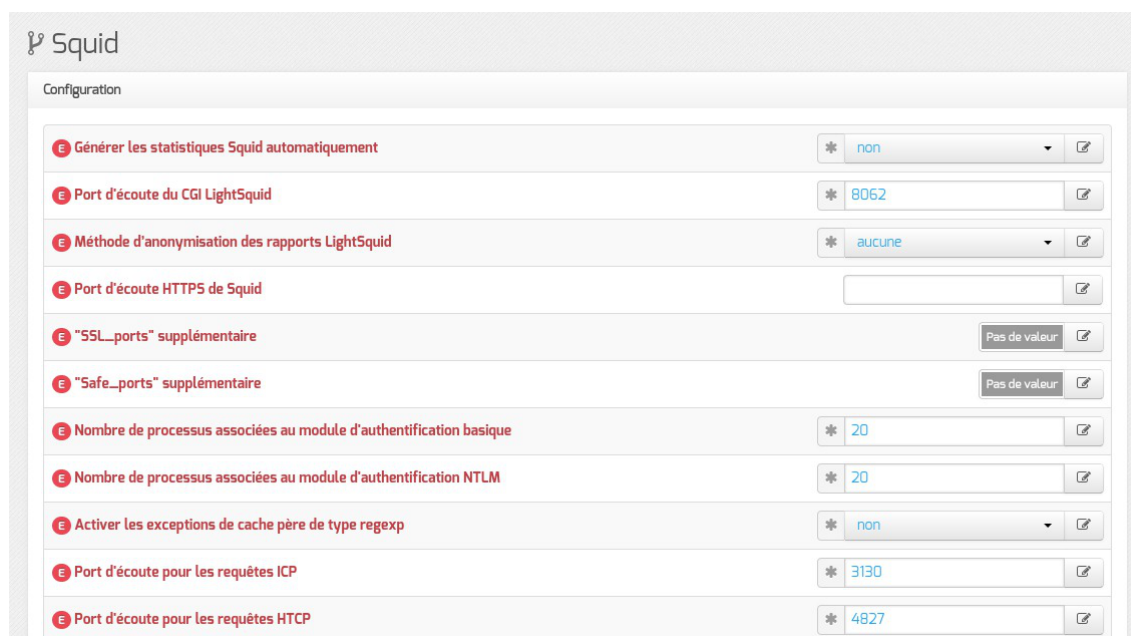 Squid
Configuration
E Générer les statistiques Squid automatiquement * non
E Port d'écoute du CGI LightSquid * 8062
E Méthode d'anonymisation des rapports LightSquid * aucune
E Port d'écoute HTTPS de Squid
E "SSL_ports" supplémentaire Pas de valeur
E "Safe_ports" supplémentaire Pas de valeur
E Nombre de processus associées au module d'authentification basique * 20
E Nombre de processus associées au module d'authentification NTLM * 20
E Activer les exceptions de cache père de type regexp * non
E Port d'écoute pour les requêtes ICP * 3130
E Port d'écoute pour les requêtes HTCP * 4827